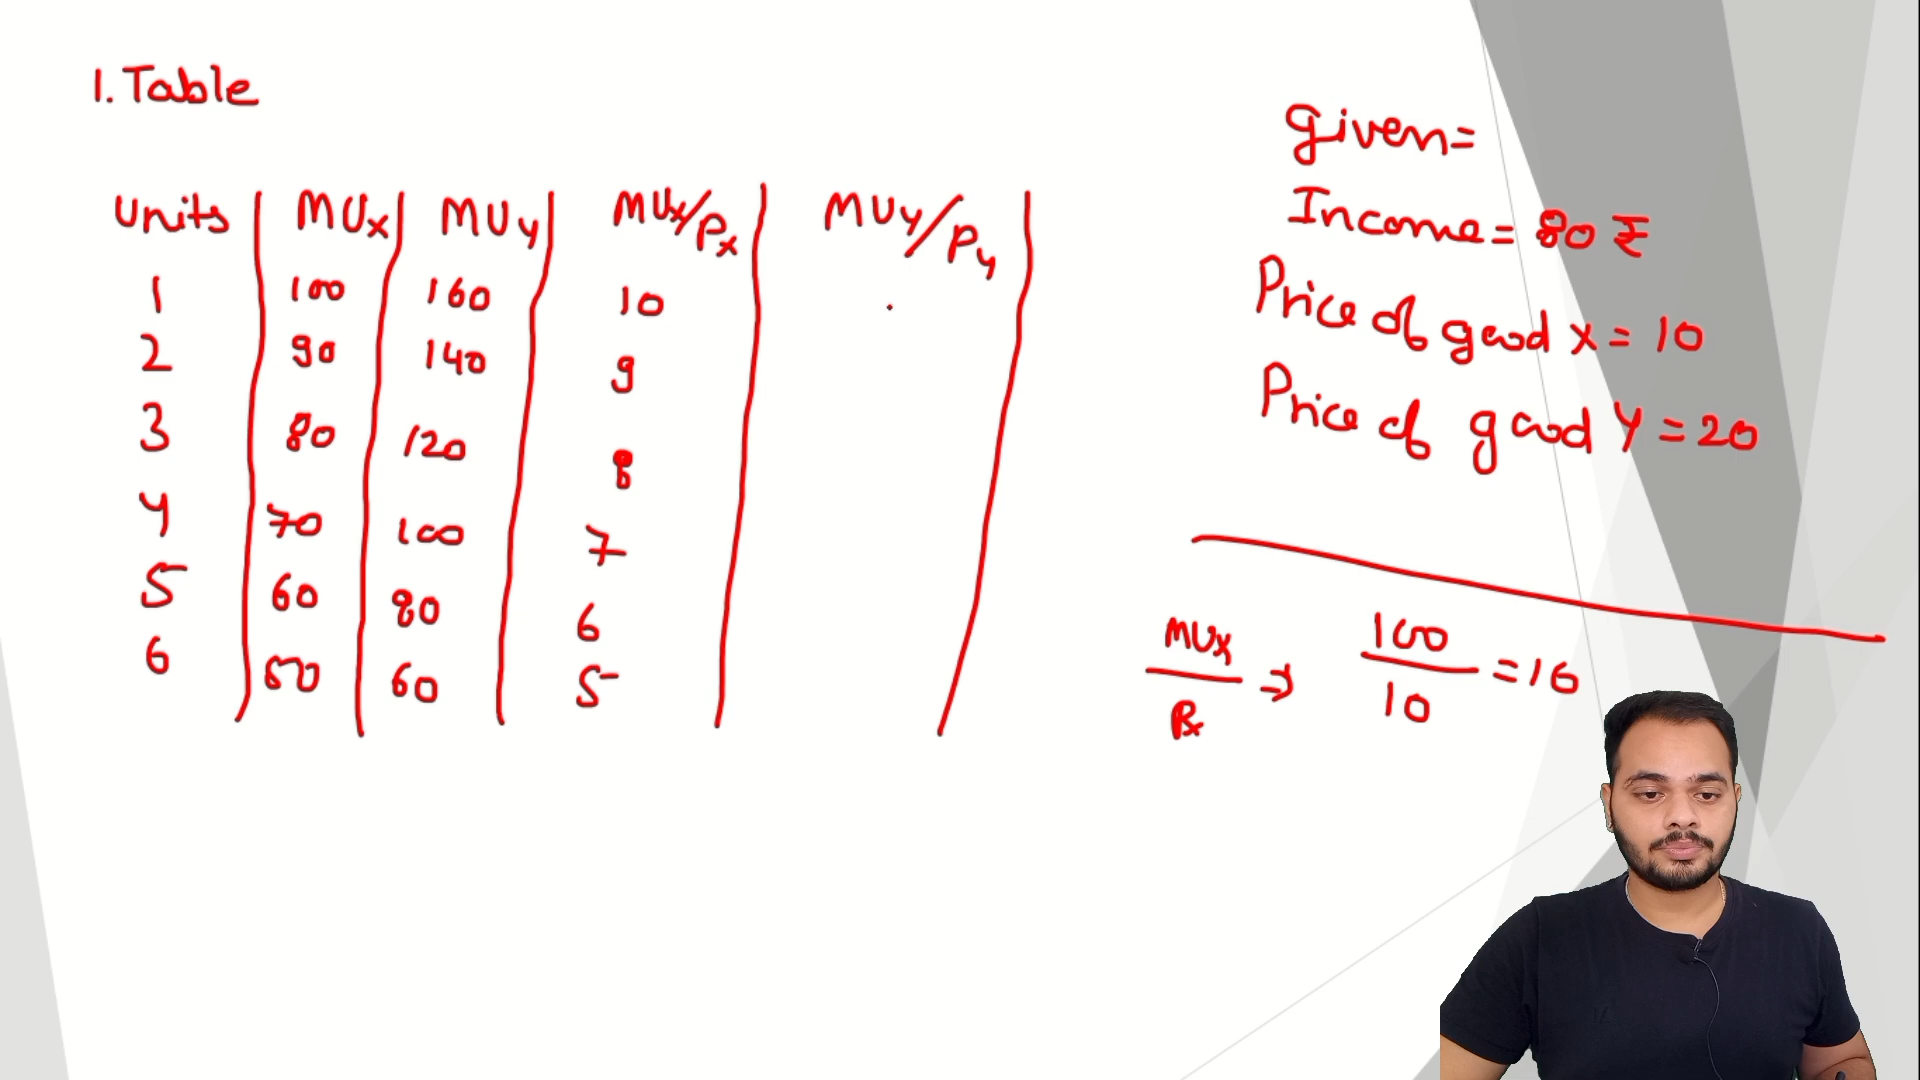 1. Table
units | MUx | MUy | MUx/Px | MUy/Py |
1 100 160 10
2 90 140 9
3 80 120 8
4 70 100 7
5 60 80 6
6 50 60 5
given=
Income = 80 ₹
Price of good x = 10
Price of good y = 20
MUx/Px ⇒ 100/10 = 10